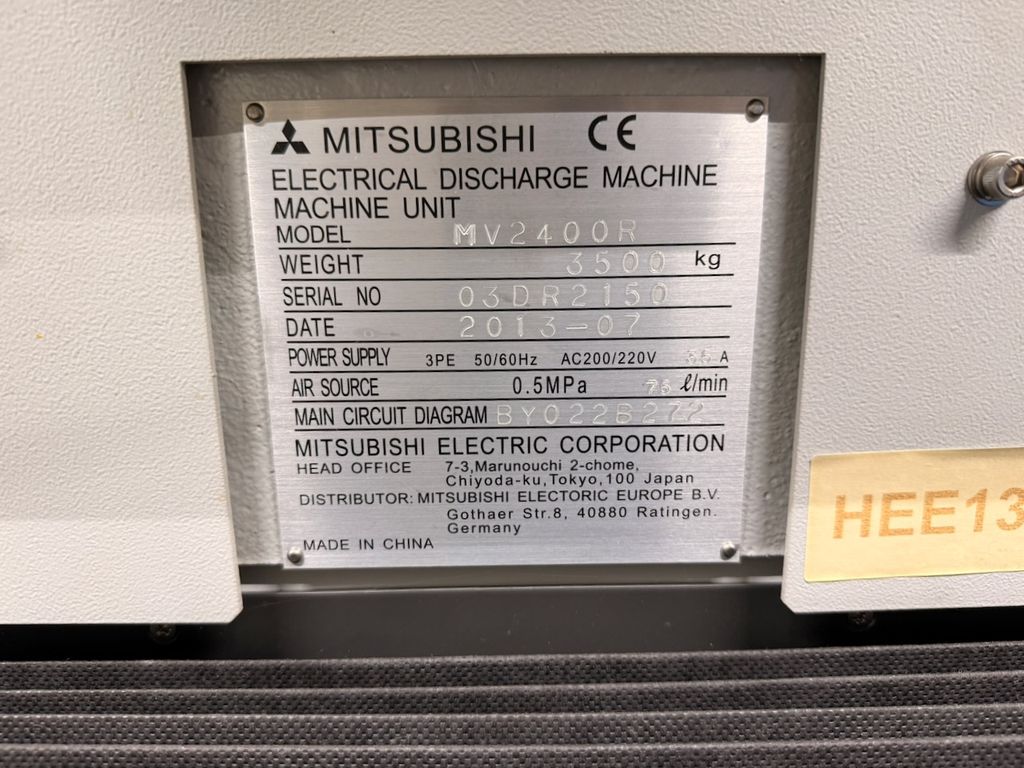 MITSUBISHI CE
ELECTRICAL DISCHARGE MACHINE
MACHINE UNIT
MODEL MV2400R
WEIGHT 3500 kg
SERIAL NO 03DR2150
DATE 2013-07
POWER SUPPLY 3PE 50/60Hz AC200/220V A
AIR SOURCE 0.5MPa 75 ℓ/min
MAIN CIRCUIT DIAGRAM BY022B272
MITSUBISHI ELECTRIC CORPORATION
HEAD OFFICE 7-3,Marunouchi 2-chome,
Chiyoda-ku,Tokyo,100 Japan
DISTRIBUTOR: MITSUBISHI ELECTORIC EUROPE B.V.
Gothaer Str.8, 40880 Ratingen.
Germany
MADE IN CHINA
HEE13